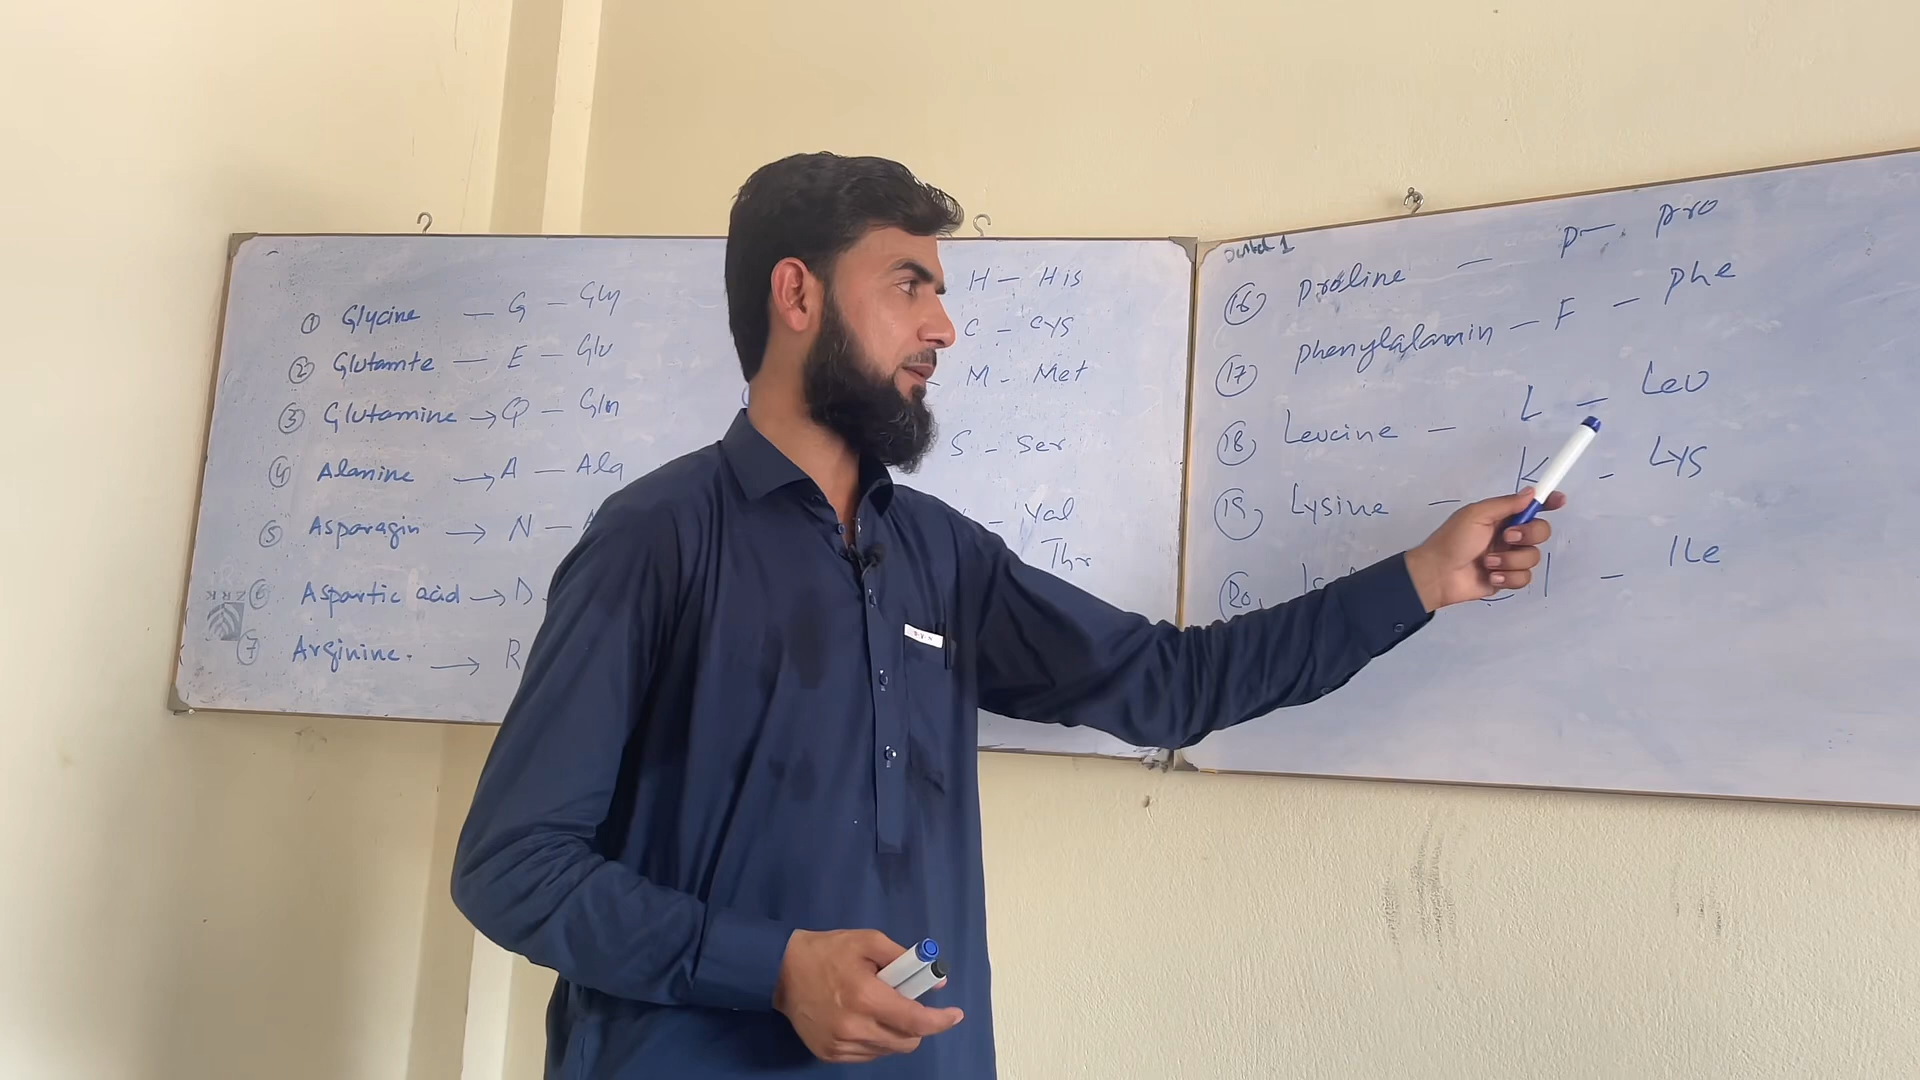 ① Glycine — G — Gly
② Glutamte — E — Glu
③ Glutamine → Q — Gln
④ Alanine → A — Ala
⑤ Asparagin → N —
⑥ Aspartic acid → D
⑦ Arginine. → R
ZRK
H — His
C — CYS
M — Met
S — Ser
— Val
Thr
⑯ Proline — P — Pro
⑰ Phenylalanin — F — Phe
⑱ Leucine — L — Leu
⑲ Lysine — K — LYS
⑳ I — ILe